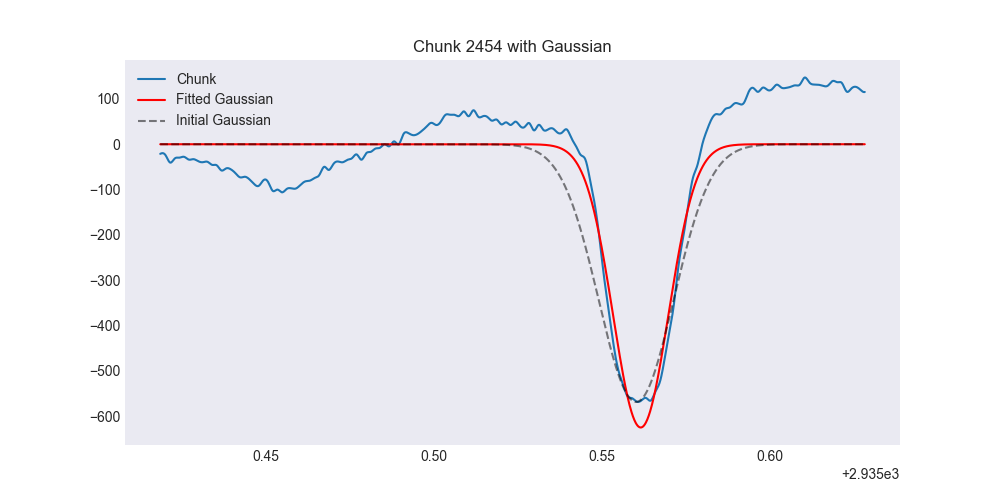 Chunk 2454 with Gaussian
Chunk
Fitted Gaussian
Initial Gaussian
100
0
−100
−200
−300
−400
−500
−600
0.45 0.50 0.55 0.60
+2.935e3